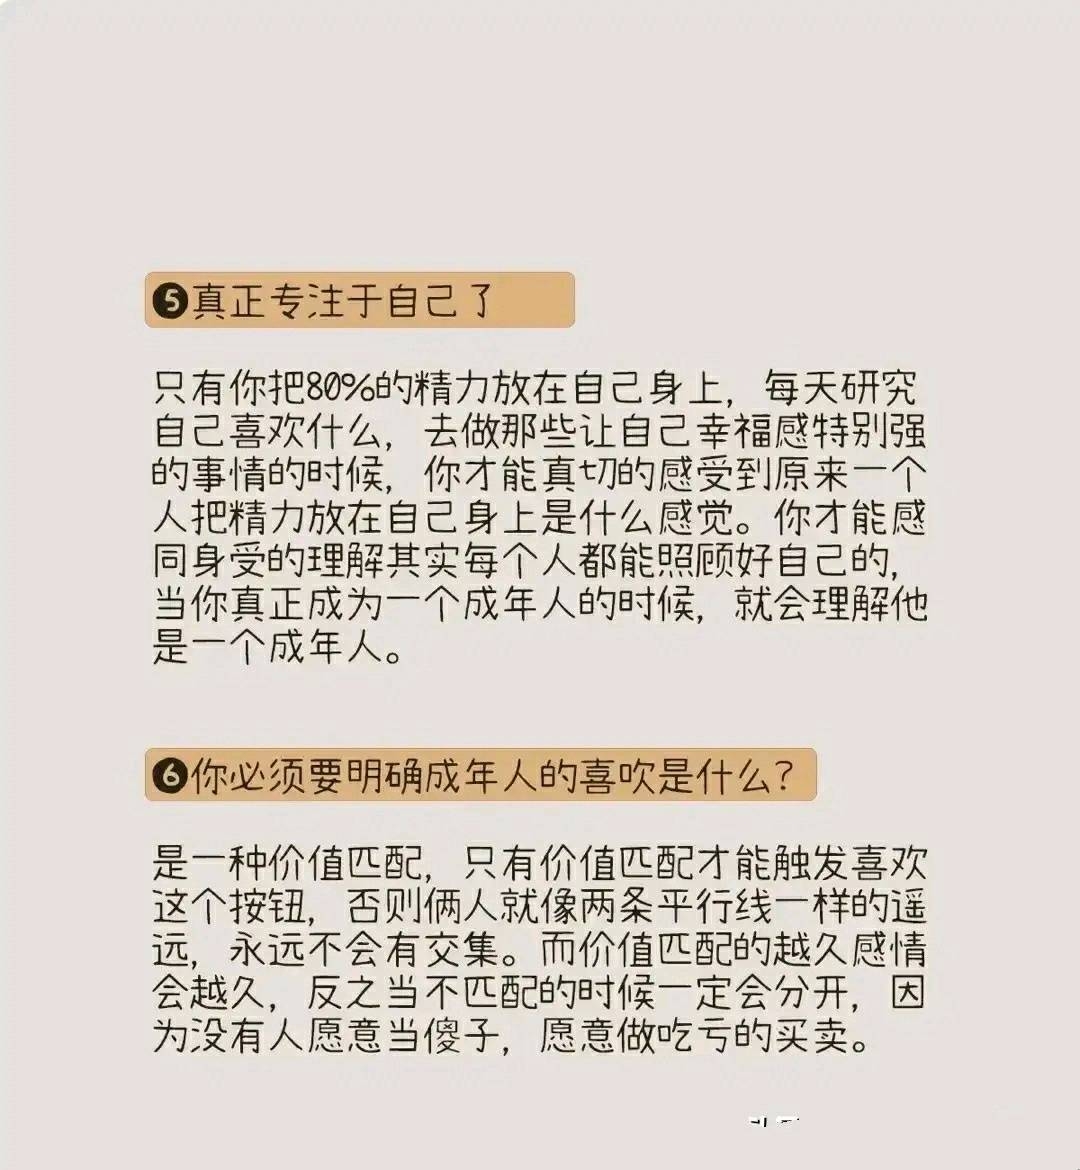 ❺真正专注于自己了
只有你把80%的精力放在自己身上，每天研究
自己喜欢什么，去做那些让自己幸福感特别强
的事情的时候，你才能真切的感受到原来一个
人把精力放在自己身上是什么感觉。你才能感
同身受的理解其实每个人都能照顾好自己的，
当你真正成为一个成年人的时候，就会理解他
是一个成年人。
❻你必须要明确成年人的喜吹是什么？
是一种价值匹配，只有价值匹配才能触发喜欢
这个按钮，否则俩人就像两条平行线一样的遥
远，永远不会有交集。而价值匹配的越久感情
会越久，反之当不匹配的时候一定会分开，因
为没有人愿意当傻子，愿意做吃亏的买卖。